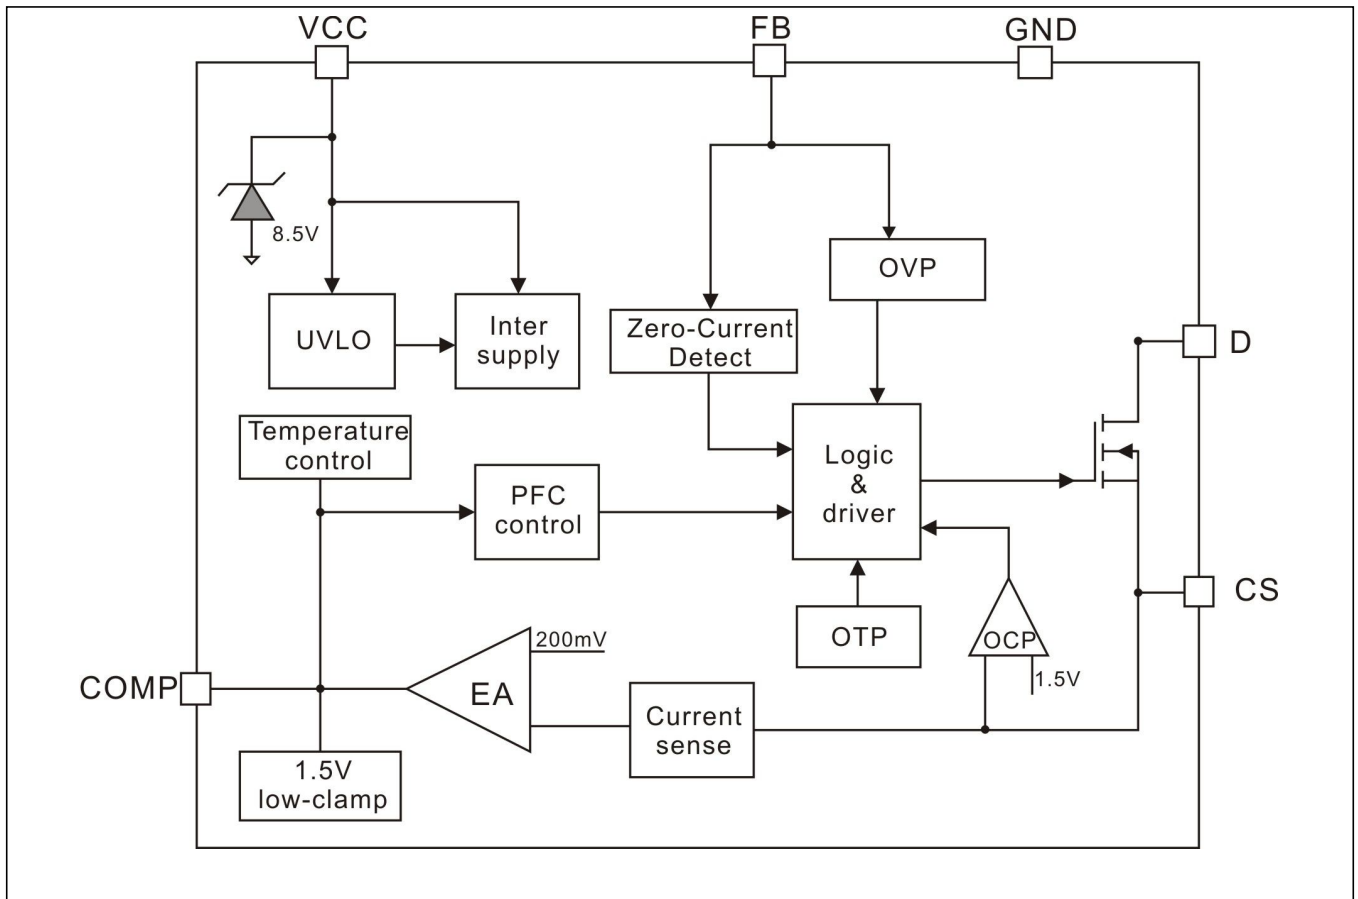 VCC
FB
GND
8.5V
OVP
UVLO
Inter
supply
Zero-Current
Detect
D
Temperature
control
PFC
control
Logic
&
driver
CS
OTP
OCP
1.5V
COMP
EA
200mV
Current
sense
1.5V
low-clamp